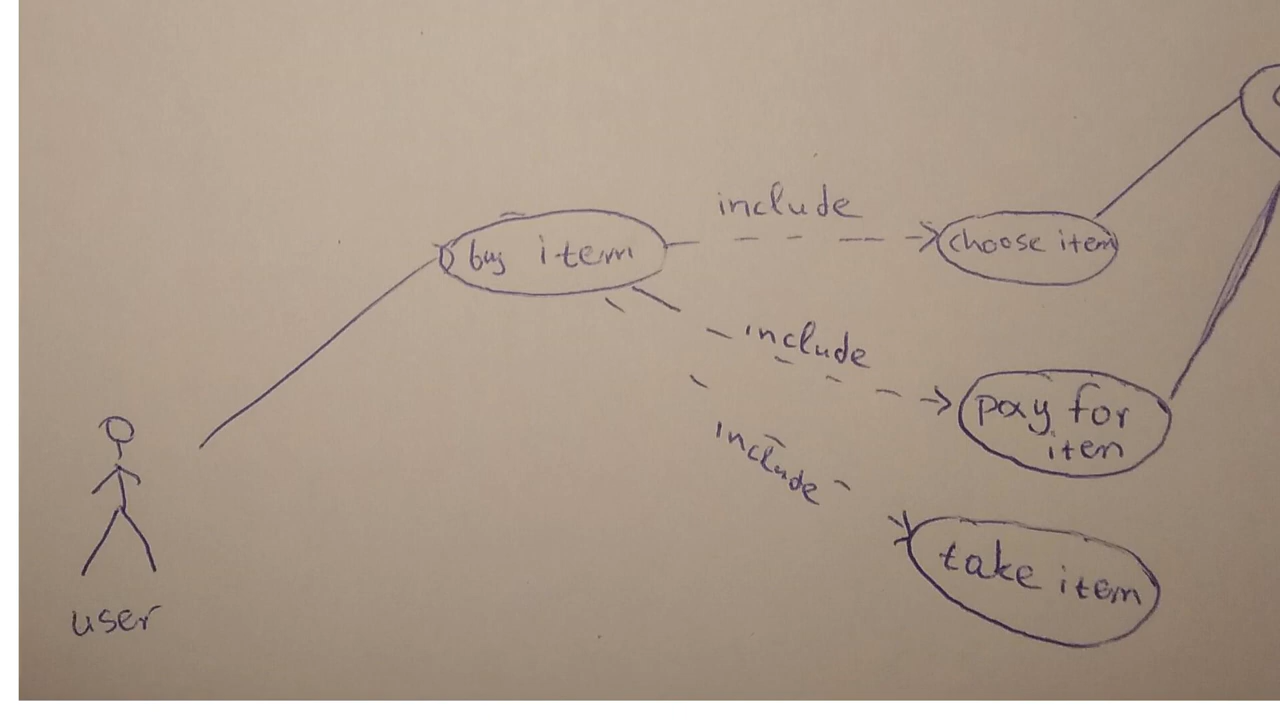 include
buy item
choose item
include
pay for
item
include
take item
user